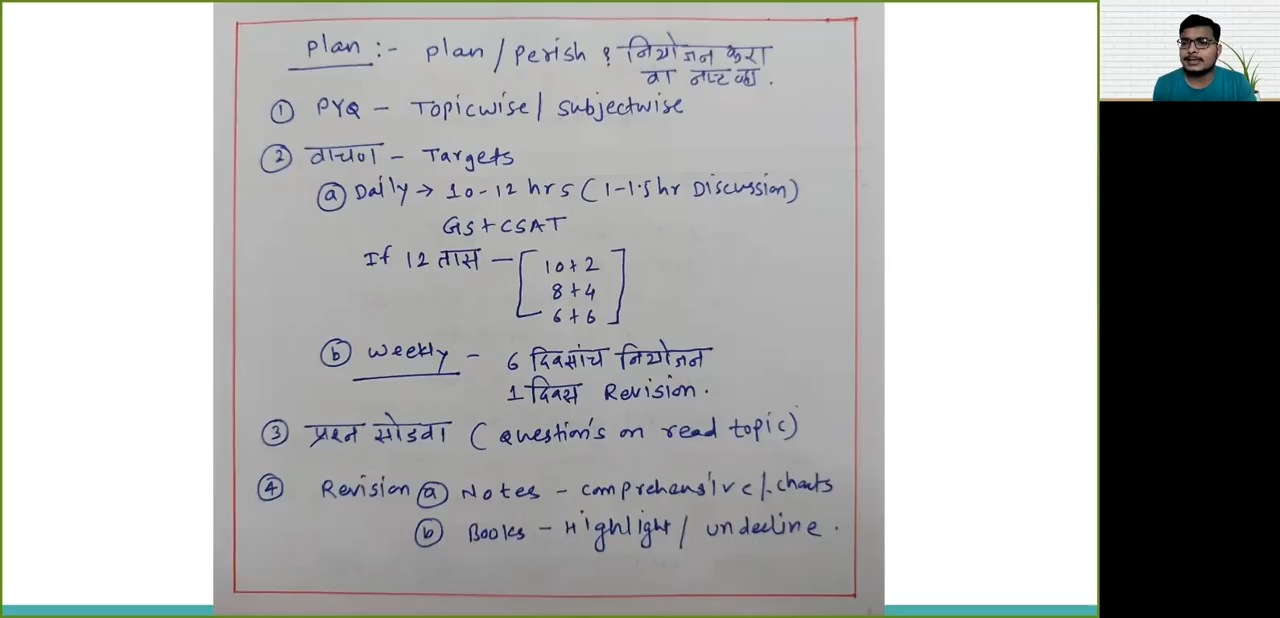 Plan :- Plan / Perish ; नियोजन करा
वा नष्ट व्हा .
① PYQ - Topicwise / Subjectwise
② वाचण - Targets
ⓐ Daily → 10-12 hrs (1-1.5 hr Discussion)
GS + CSAT
If 12 तास - [ 10 + 2
8 + 4
6 + 6 ]
ⓑ Weekly - 6 दिवसांच नियोजन
1 दिवस Revision .
③ प्रश्न सोडवा ( Question's on read topic)
④ Revision ⓐ Notes - comprehensive / charts
ⓑ Books - Highlight / underline .